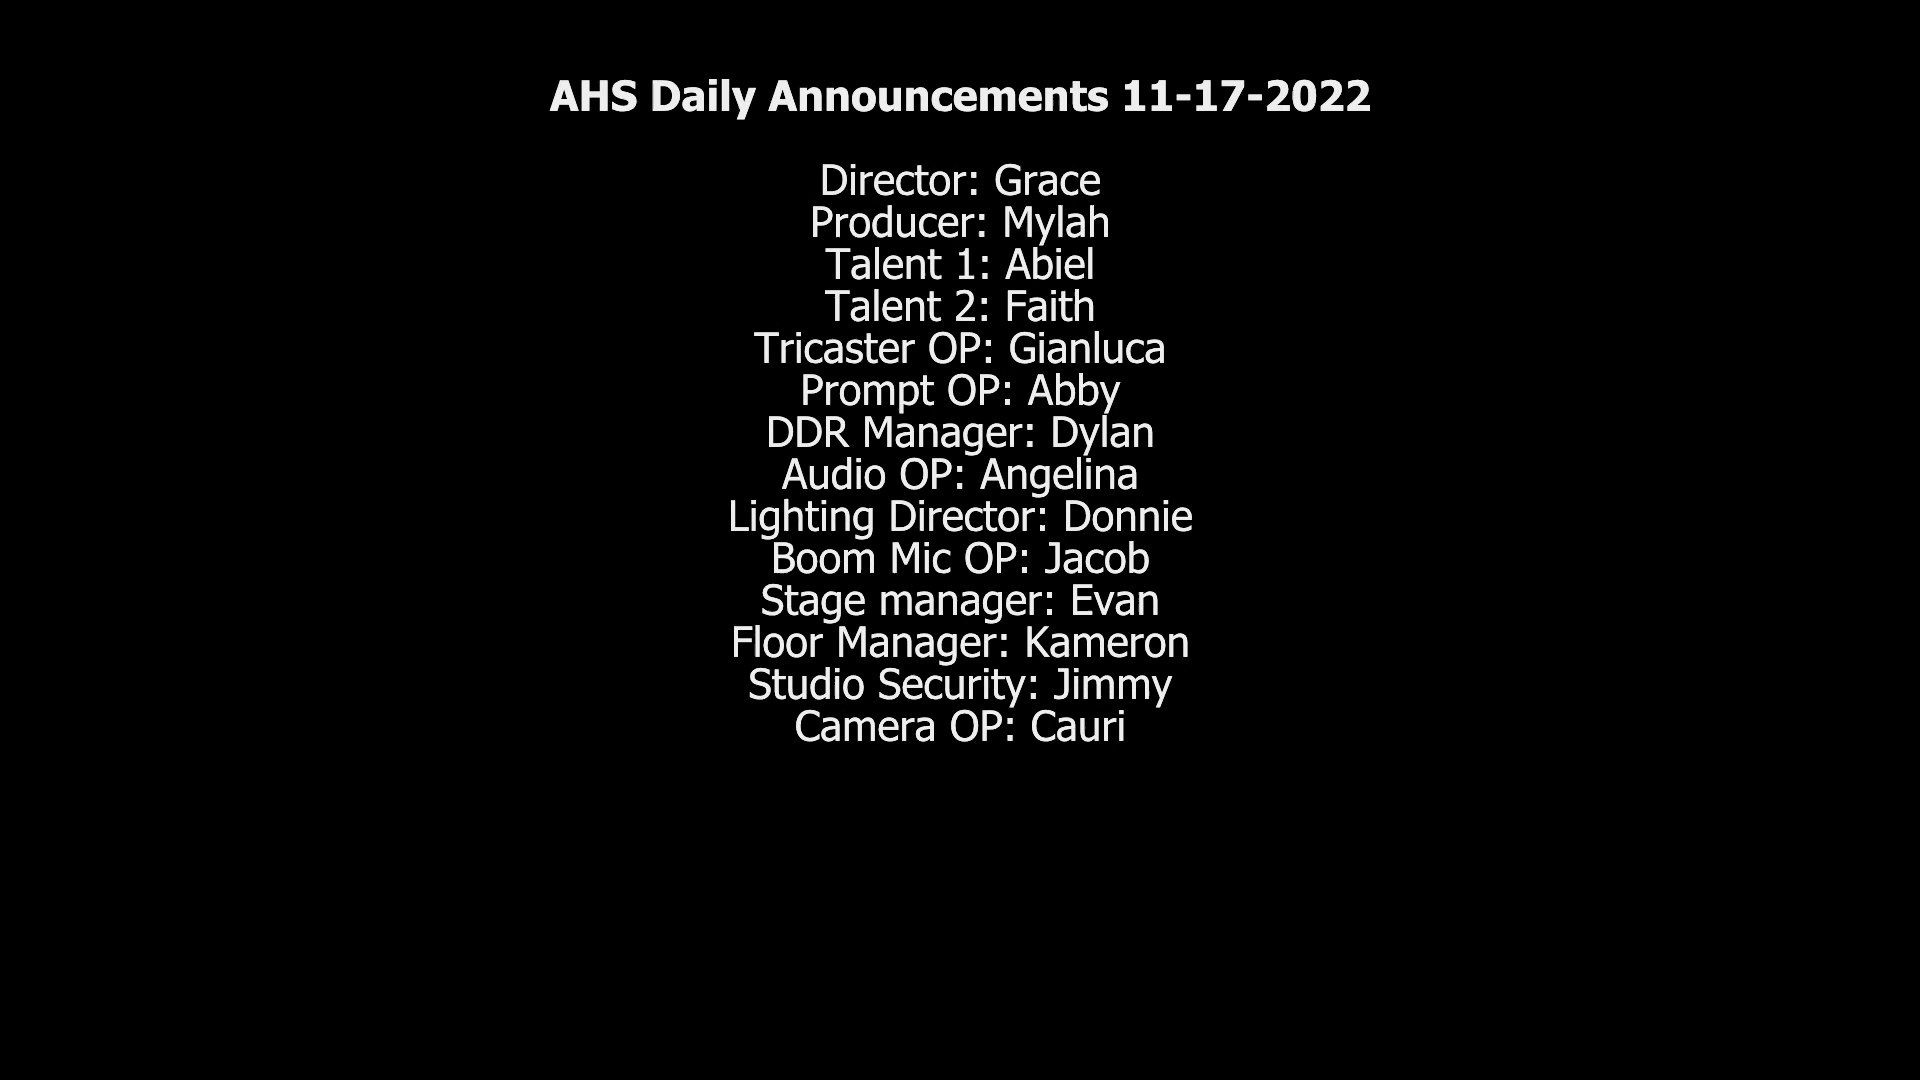 AHS Daily Announcements 11-17-2022
Director: Grace
Producer: Mylah
Talent 1: Abiel
Talent 2: Faith
Tricaster OP: Gianluca
Prompt OP: Abby
DDR Manager: Dylan
Audio OP: Angelina
Lighting Director: Donnie
Boom Mic OP: Jacob
Stage manager: Evan
Floor Manager: Kameron
Studio Security: Jimmy
Camera OP: Cauri